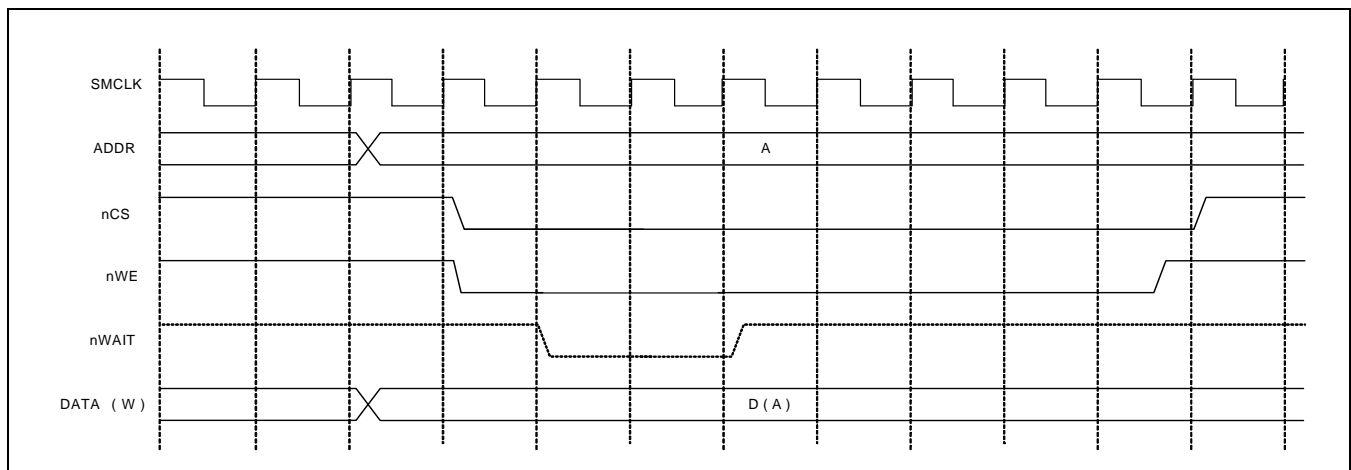 SMCLK
ADDR
A
nCS
nWE
nWAIT
DATA (W)
D(A)